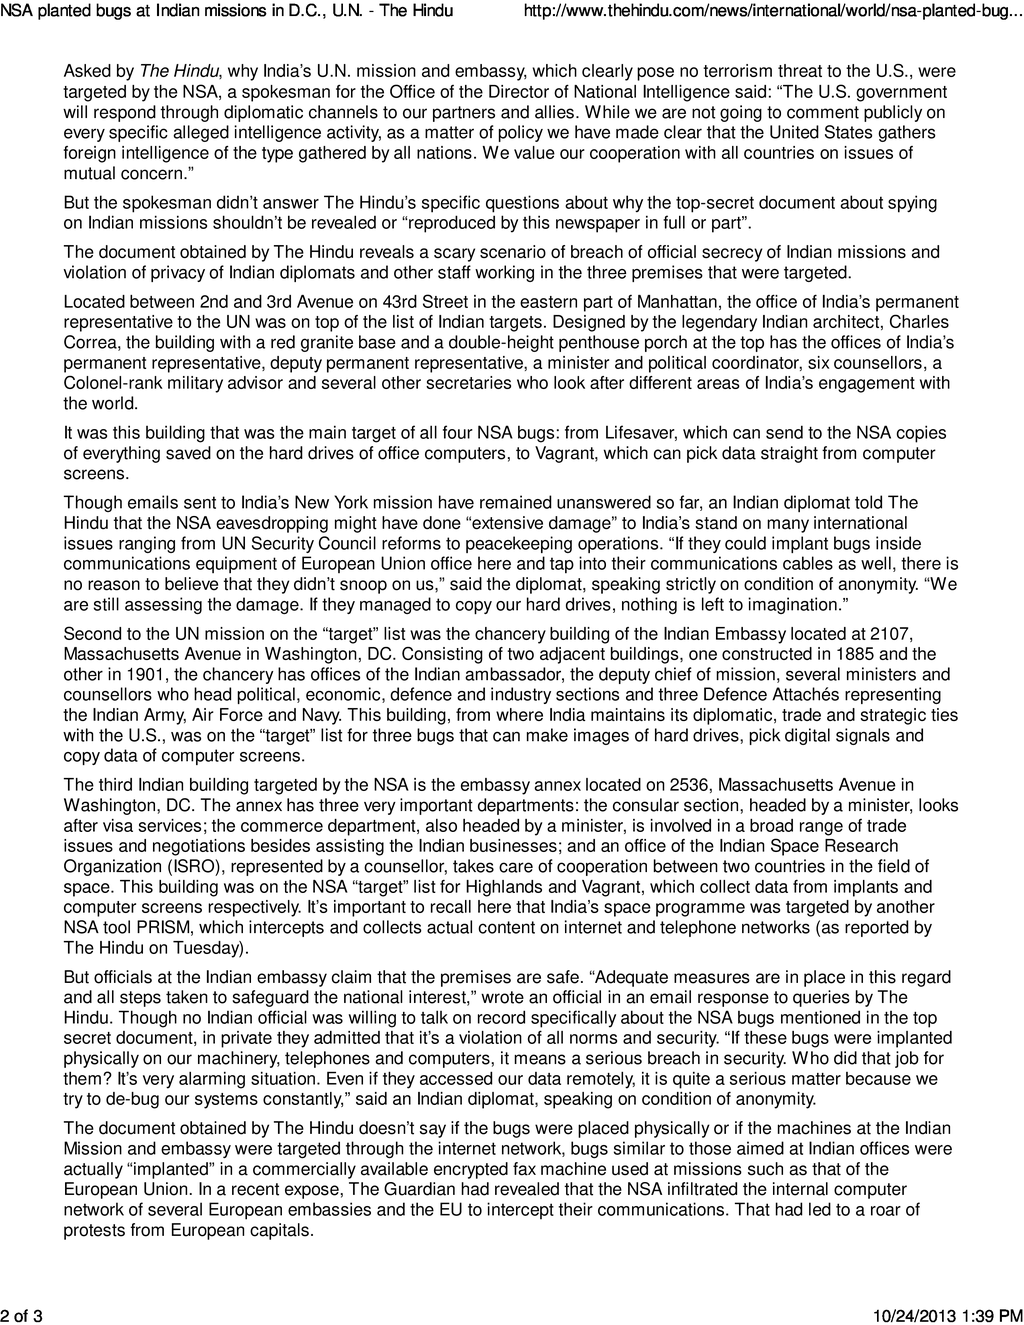 NSA planted bugs at Indian missions in D.C., U.N. - The Hindu
http://www.thehindu.com/news/international/world/nsa-planted-bug...
Asked by The Hindu, why India’s U.N. mission and embassy, which clearly pose no terrorism threat to the U.S., were
targeted by the NSA, a spokesman for the Office of the Director of National Intelligence said: “The U.S. government
will respond through diplomatic channels to our partners and allies. While we are not going to comment publicly on
every specific alleged intelligence activity, as a matter of policy we have made clear that the United States gathers
foreign intelligence of the type gathered by all nations. We value our cooperation with all countries on issues of
mutual concern.”
But the spokesman didn’t answer The Hindu’s specific questions about why the top-secret document about spying
on Indian missions shouldn’t be revealed or “reproduced by this newspaper in full or part”.
The document obtained by The Hindu reveals a scary scenario of breach of official secrecy of Indian missions and
violation of privacy of Indian diplomats and other staff working in the three premises that were targeted.
Located between 2nd and 3rd Avenue on 43rd Street in the eastern part of Manhattan, the office of India’s permanent
representative to the UN was on top of the list of Indian targets. Designed by the legendary Indian architect, Charles
Correa, the building with a red granite base and a double-height penthouse porch at the top has the offices of India’s
permanent representative, deputy permanent representative, a minister and political coordinator, six counsellors, a
Colonel-rank military advisor and several other secretaries who look after different areas of India’s engagement with
the world.
It was this building that was the main target of all four NSA bugs: from Lifesaver, which can send to the NSA copies
of everything saved on the hard drives of office computers, to Vagrant, which can pick data straight from computer
screens.
Though emails sent to India’s New York mission have remained unanswered so far, an Indian diplomat told The
Hindu that the NSA eavesdropping might have done “extensive damage” to India’s stand on many international
issues ranging from UN Security Council reforms to peacekeeping operations. “If they could implant bugs inside
communications equipment of European Union office here and tap into their communications cables as well, there is
no reason to believe that they didn’t snoop on us,” said the diplomat, speaking strictly on condition of anonymity. “We
are still assessing the damage. If they managed to copy our hard drives, nothing is left to imagination.”
Second to the UN mission on the “target” list was the chancery building of the Indian Embassy located at 2107,
Massachusetts Avenue in Washington, DC. Consisting of two adjacent buildings, one constructed in 1885 and the
other in 1901, the chancery has offices of the Indian ambassador, the deputy chief of mission, several ministers and
counsellors who head political, economic, defence and industry sections and three Defence Attachés representing
the Indian Army, Air Force and Navy. This building, from where India maintains its diplomatic, trade and strategic ties
with the U.S., was on the “target” list for three bugs that can make images of hard drives, pick digital signals and
copy data of computer screens.
The third Indian building targeted by the NSA is the embassy annex located on 2536, Massachusetts Avenue in
Washington, DC. The annex has three very important departments: the consular section, headed by a minister, looks
after visa services; the commerce department, also headed by a minister, is involved in a broad range of trade
issues and negotiations besides assisting the Indian businesses; and an office of the Indian Space Research
Organization (ISRO), represented by a counsellor, takes care of cooperation between two countries in the field of
space. This building was on the NSA “target” list for Highlands and Vagrant, which collect data from implants and
computer screens respectively. It’s important to recall here that India’s space programme was targeted by another
NSA tool PRISM, which intercepts and collects actual content on internet and telephone networks (as reported by
The Hindu on Tuesday).
But officials at the Indian embassy claim that the premises are safe. “Adequate measures are in place in this regard
and all steps taken to safeguard the national interest,” wrote an official in an email response to queries by The
Hindu. Though no Indian official was willing to talk on record specifically about the NSA bugs mentioned in the top
secret document, in private they admitted that it’s a violation of all norms and security. “If these bugs were implanted
physically on our machinery, telephones and computers, it means a serious breach in security. Who did that job for
them? It’s very alarming situation. Even if they accessed our data remotely, it is quite a serious matter because we
try to de-bug our systems constantly,” said an Indian diplomat, speaking on condition of anonymity.
The document obtained by The Hindu doesn’t say if the bugs were placed physically or if the machines at the Indian
Mission and embassy were targeted through the internet network, bugs similar to those aimed at Indian offices were
actually “implanted” in a commercially available encrypted fax machine used at missions such as that of the
European Union. In a recent expose, The Guardian had revealed that the NSA infiltrated the internal computer
network of several European embassies and the EU to intercept their communications. That had led to a roar of
protests from European capitals.
2 of 3
10/24/2013 1:39 PM